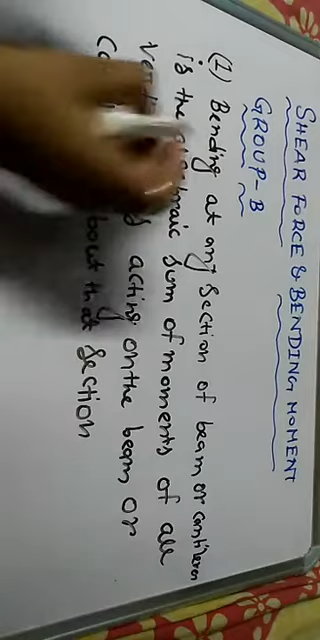 SHEAR FORCE & BENDING MOMENT
GROUP-B
(1) Bending at any section of beam or cantilever
is the sum of moments of all
acting on the beam or
about that section